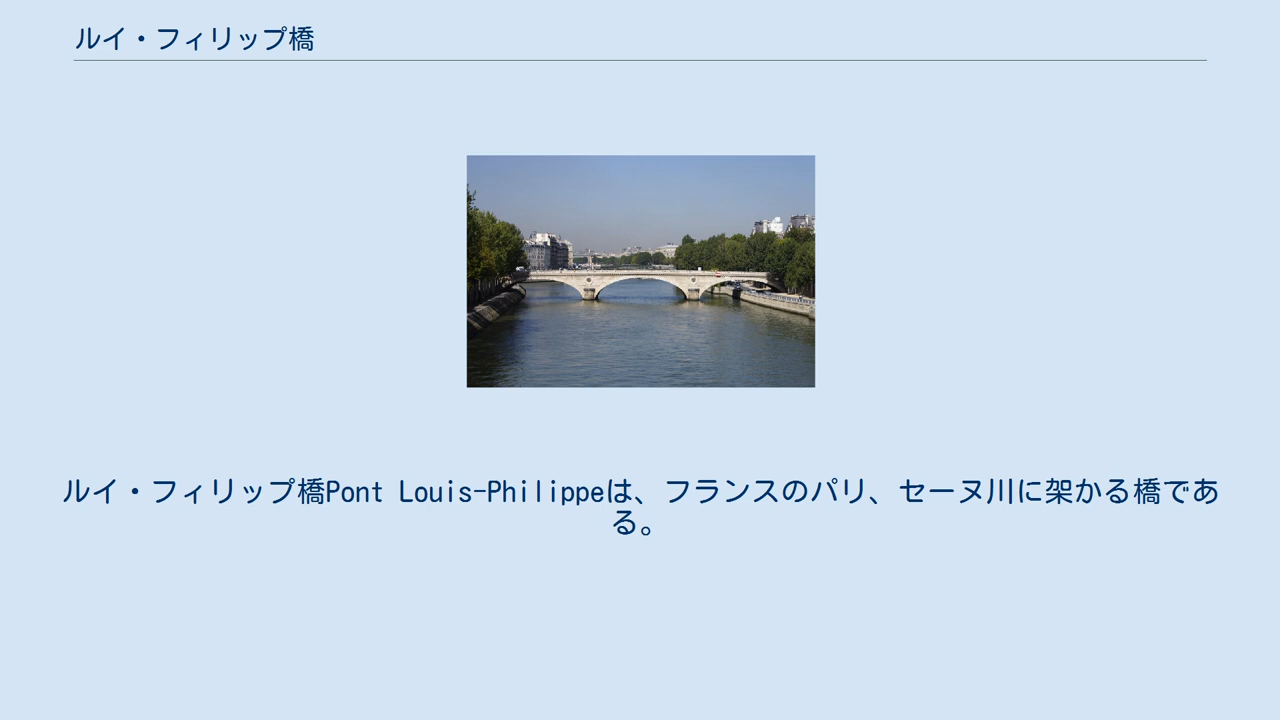 ルイ・フィリップ橋
ルイ・フィリップ橋Pont Louis-Philippeは、フランスのパリ、セーヌ川に架かる橋であ
る。